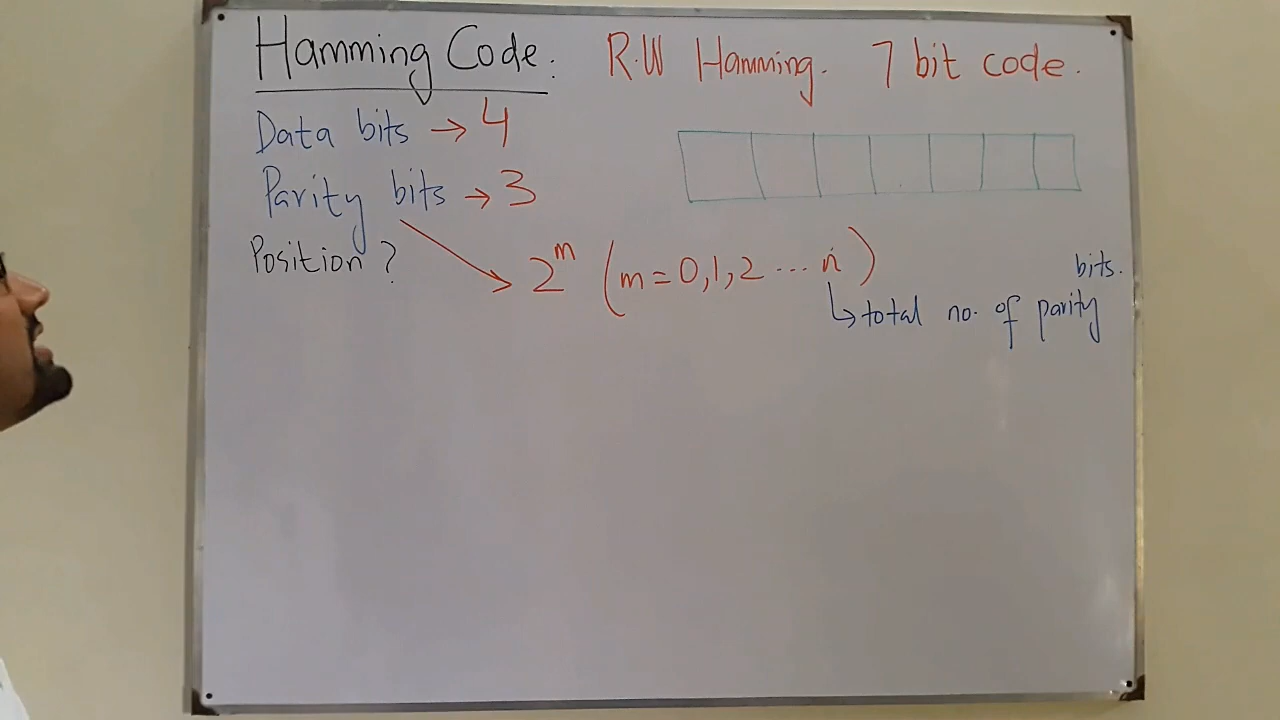 Hamming Code: R.W Hamming. 7 bit code.
Data bits → 4
Parity bits → 3
Position ? 2^m (m = 0,1,2 ... n)
↳ total no. of parity bits.